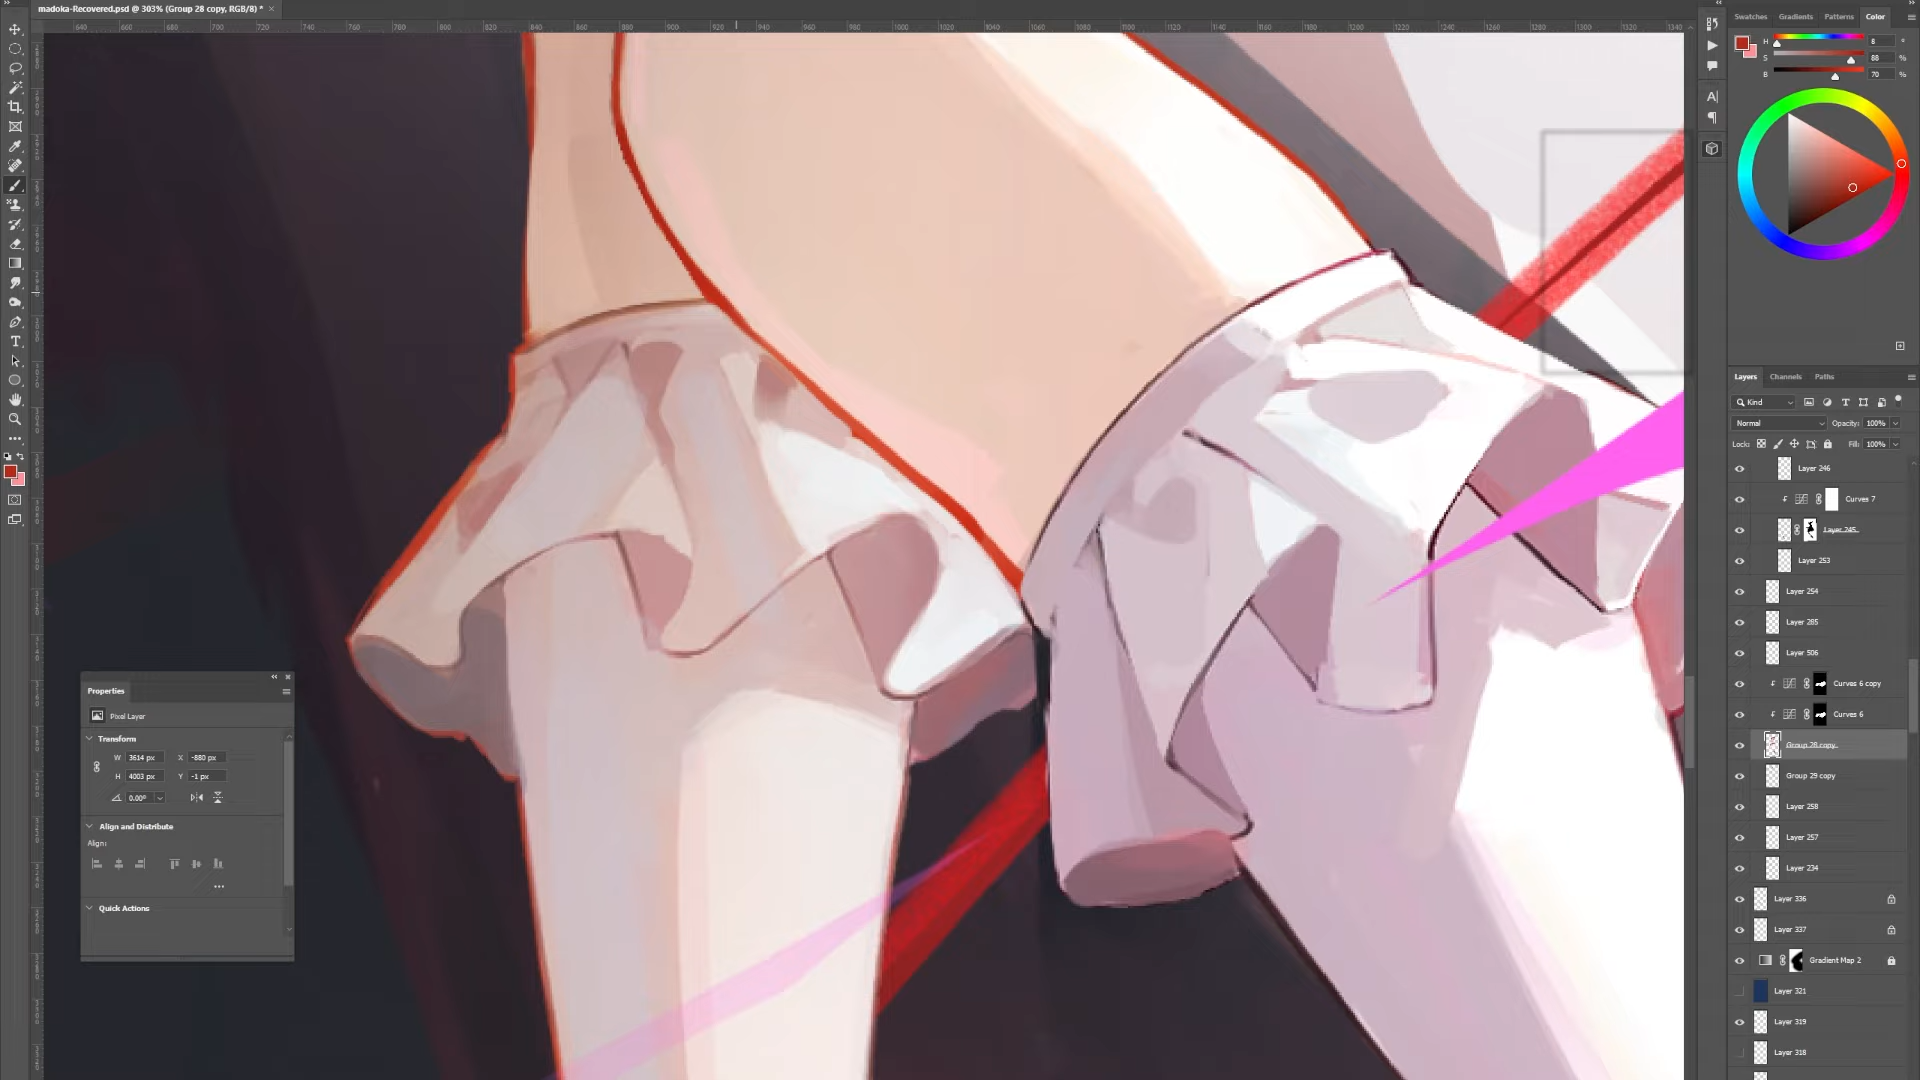 madoka-Recovered.psd @ 303% (Group 28 copy, RGB/8) *
Swatches Gradients Patterns Color
H 8 °
S 88 %
B 70 %
Layers Channels Paths
Kind
Normal Opacity: 100%
Lock: Fill: 100%
Layer 246
Curves 7
Layer 245
Layer 253
Layer 254
Layer 285
Layer 506
Curves 6 copy
Curves 6
Group 28 copy
Group 29 copy
Layer 258
Layer 257
Layer 234
Layer 336
Layer 337
Gradient Map 2
Layer 321
Layer 319
Layer 318
Properties
Pixel Layer
Transform
W 3614 px X -880 px
H 4003 px Y -1 px
0.00°
Align and Distribute
Align:
Quick Actions